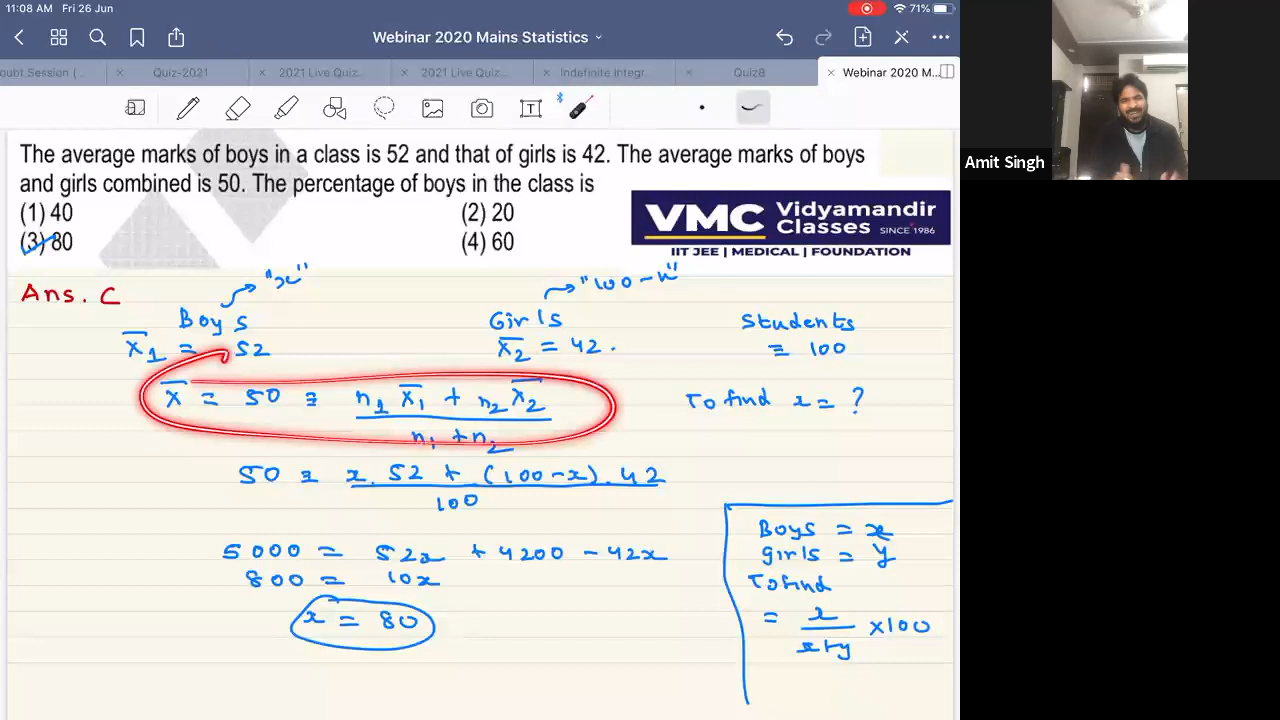 11:08 AM Fri 26 Jun
71%
Webinar 2020 Mains Statistics
oubt Session (
Quiz-2021
2021 Live Quiz...
2021 Live Quiz...
Indefinite Integr...
Quiz8
Webinar 2020 M...
The average marks of boys in a class is 52 and that of girls is 42. The average marks of boys
and girls combined is 50. The percentage of boys in the class is
(1) 40 (2) 20
(3) 80 (4) 60
VMC Vidyamandir Classes SINCE 1986
IIT JEE | MEDICAL | FOUNDATION
Amit Singh
Ans. C
"x" "100-x"
Boys Girls Students
x̄1 = 52 x̄2 = 42. = 100
x̄ = 50 = (n1 x̄1 + n2 x̄2) / (n1 + n2) To find x = ?
50 = (x. 52 + (100-x). 42) / 100
5000 = 52x + 4200 - 42x
800 = 10x
x = 80
Boys = x
Girls = y
To find
= x / (x+y) x100